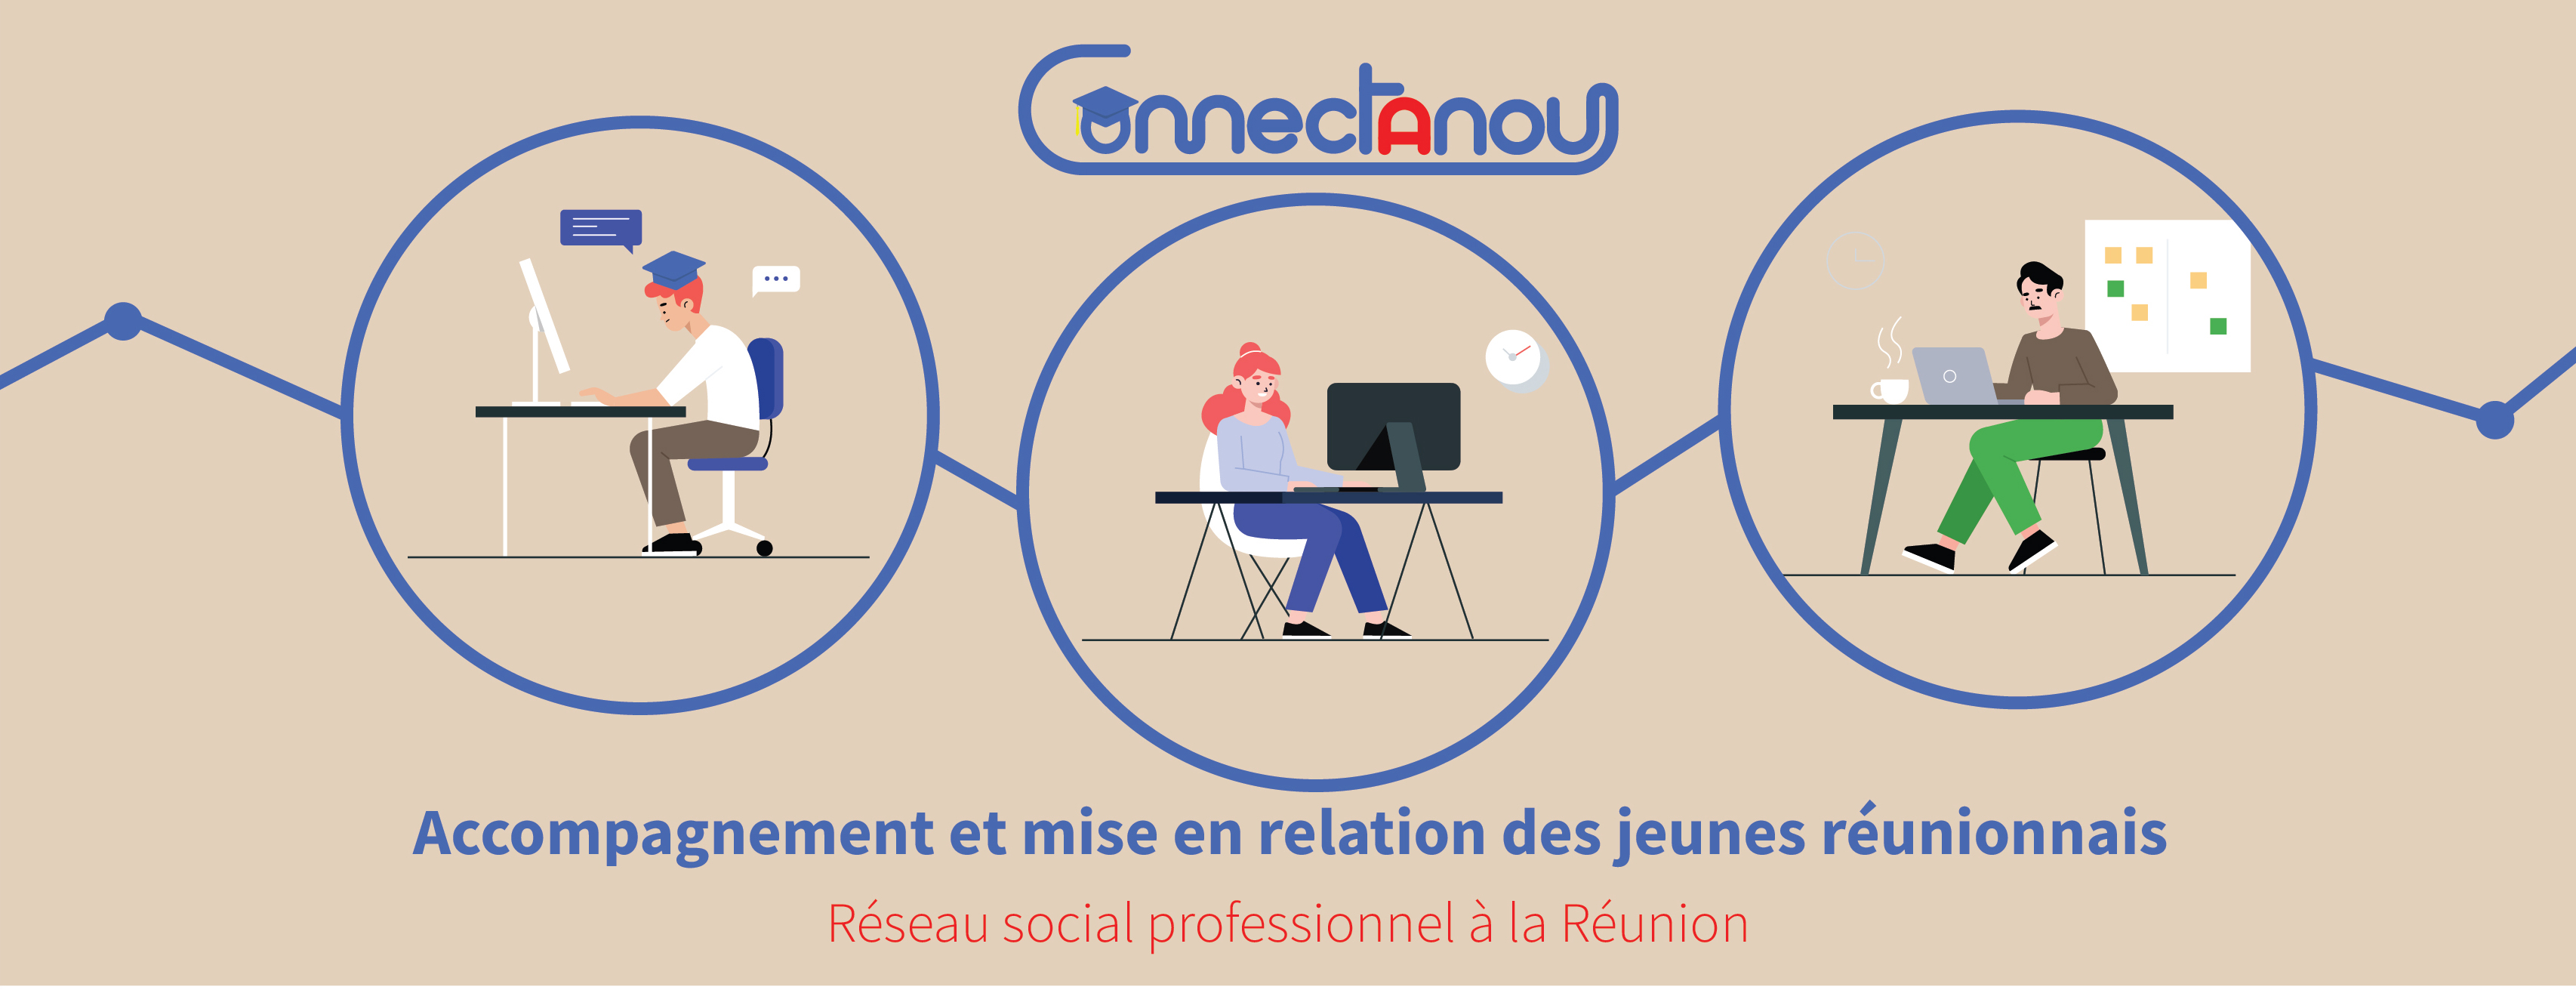 ConnectAnou
Accompagnement et mise en relation des jeunes réunionnais
Réseau social professionnel à la Réunion